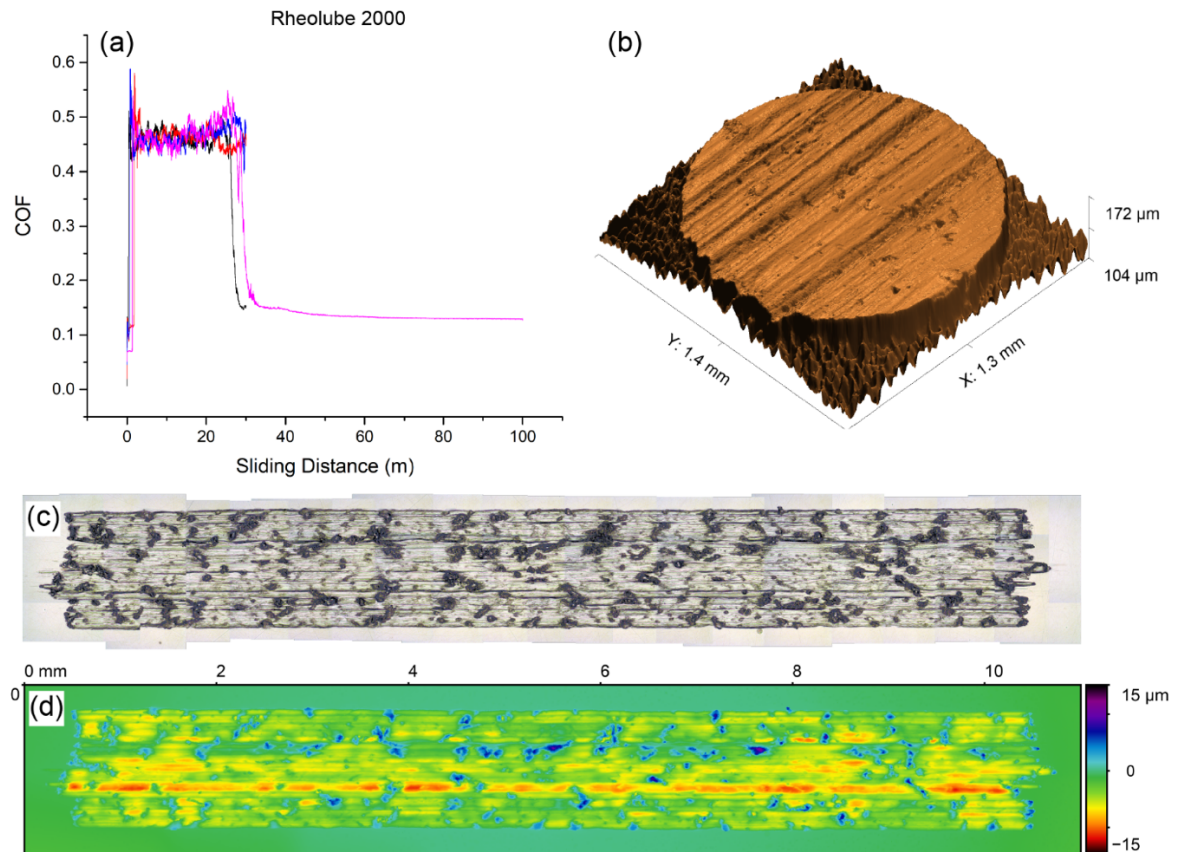 Rheolube 2000
(a)
0.6
0.5
0.4
0.3
0.2
0.1
0.0
COF
0 20 40 60 80 100
Sliding Distance (m)
(b)
172 µm
104 µm
Y: 1.4 mm
X: 1.3 mm
(c)
0 mm 2 4 6 8 10
0
(d)
15 µm
0
−15